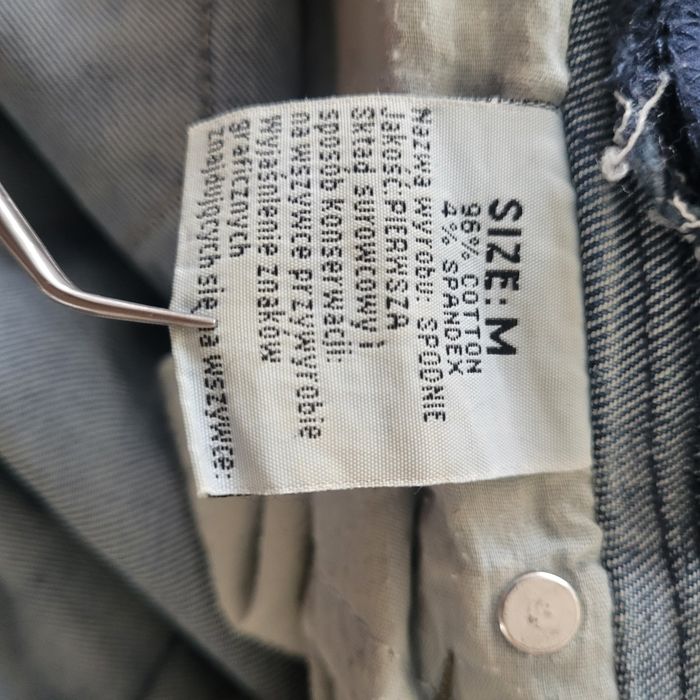 SIZE: M
96% COTTON
4% SPANDEX
Nazwa wyrobu: SPODNIE
Jakość: PIERWSZA
Skład surowcowy i
sposób konserwacji:
na wszywce przy wyrobie
Wyjaśnienie znaków
graficznych
znajdujących się na wszywce: